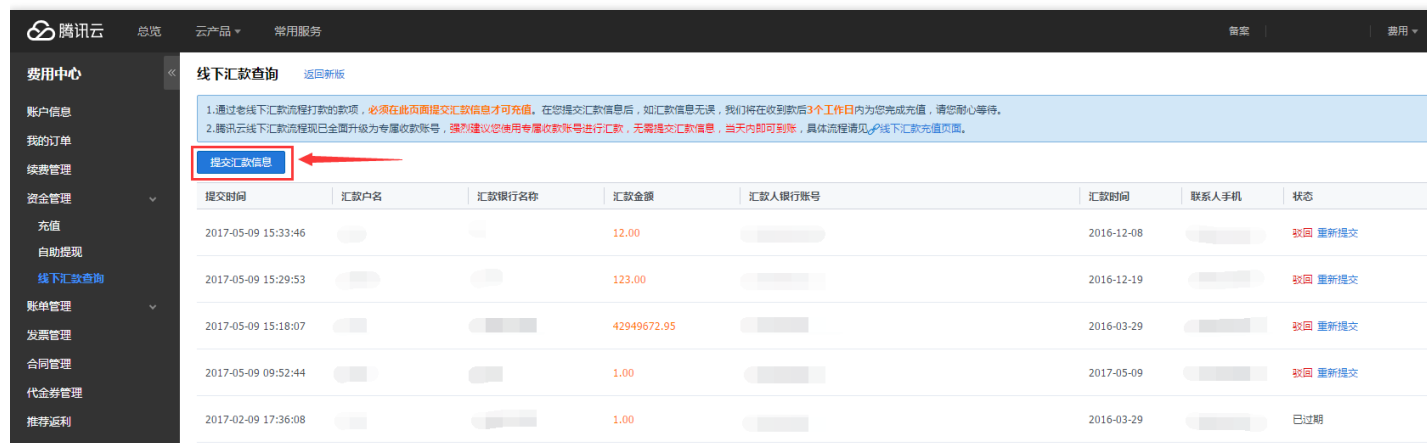 腾讯云 总览 云产品 常用服务 备案 费用
费用中心
账户信息
我的订单
续费管理
资金管理
充值
自助提现
线下汇款查询
账单管理
发票管理
合同管理
代金券管理
推荐返利
线下汇款查询 返回新版
1.通过老线下汇款流程打款的款项，必须在此页面提交汇款信息才可充值。在您提交汇款信息后，如汇款信息无误，我们将在收到款后3个工作日内为您完成充值，请您耐心等待。
2.腾讯云线下汇款流程现已全面升级为专属收款账号，强烈建议您使用专属收款账号进行汇款，无需提交汇款信息，当天内即可到账，具体流程请见线下汇款充值页面。
提交汇款信息
提交时间 汇款户名 汇款银行名称 汇款金额 汇款人银行账号 汇款时间 联系人手机 状态
2017-05-09 15:33:46 12.00 2016-12-08 驳回 重新提交
2017-05-09 15:29:53 123.00 2016-12-19 驳回 重新提交
2017-05-09 15:18:07 42949672.95 2016-03-29 驳回 重新提交
2017-05-09 09:52:44 1.00 2017-05-09 驳回 重新提交
2017-02-09 17:36:08 1.00 2016-03-29 已过期